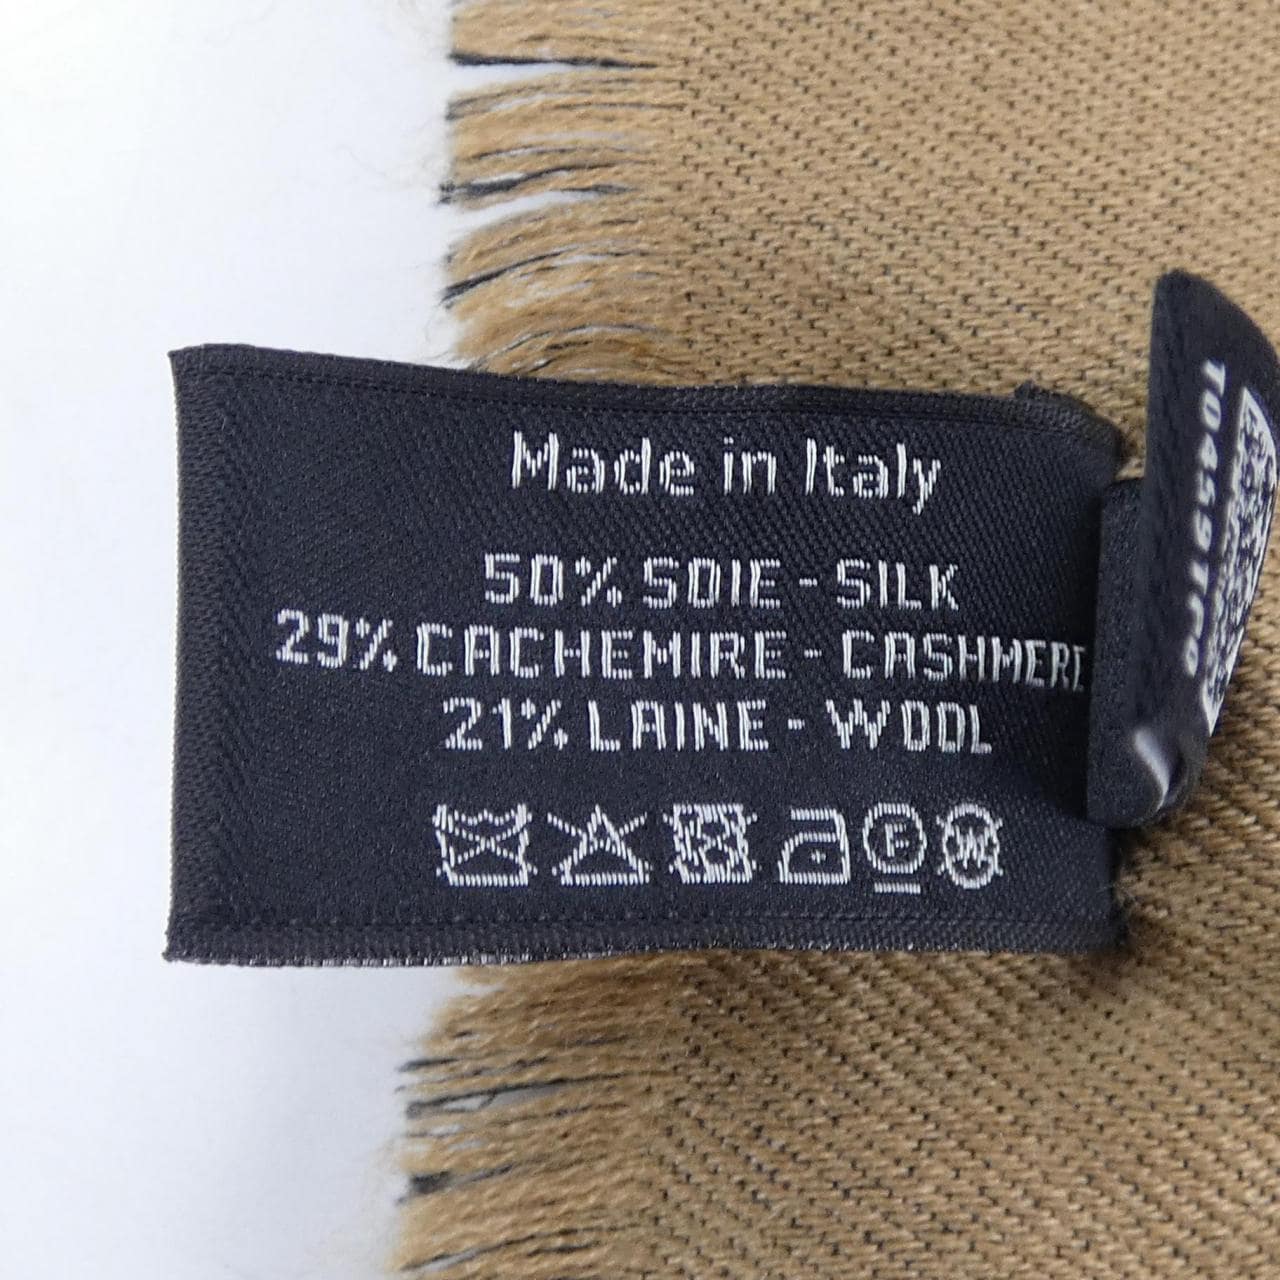 Made in Italy
50% SOIE - SILK
29% CACHEMIRE - CASHMERE
21% LAINE - WOOL
F
W